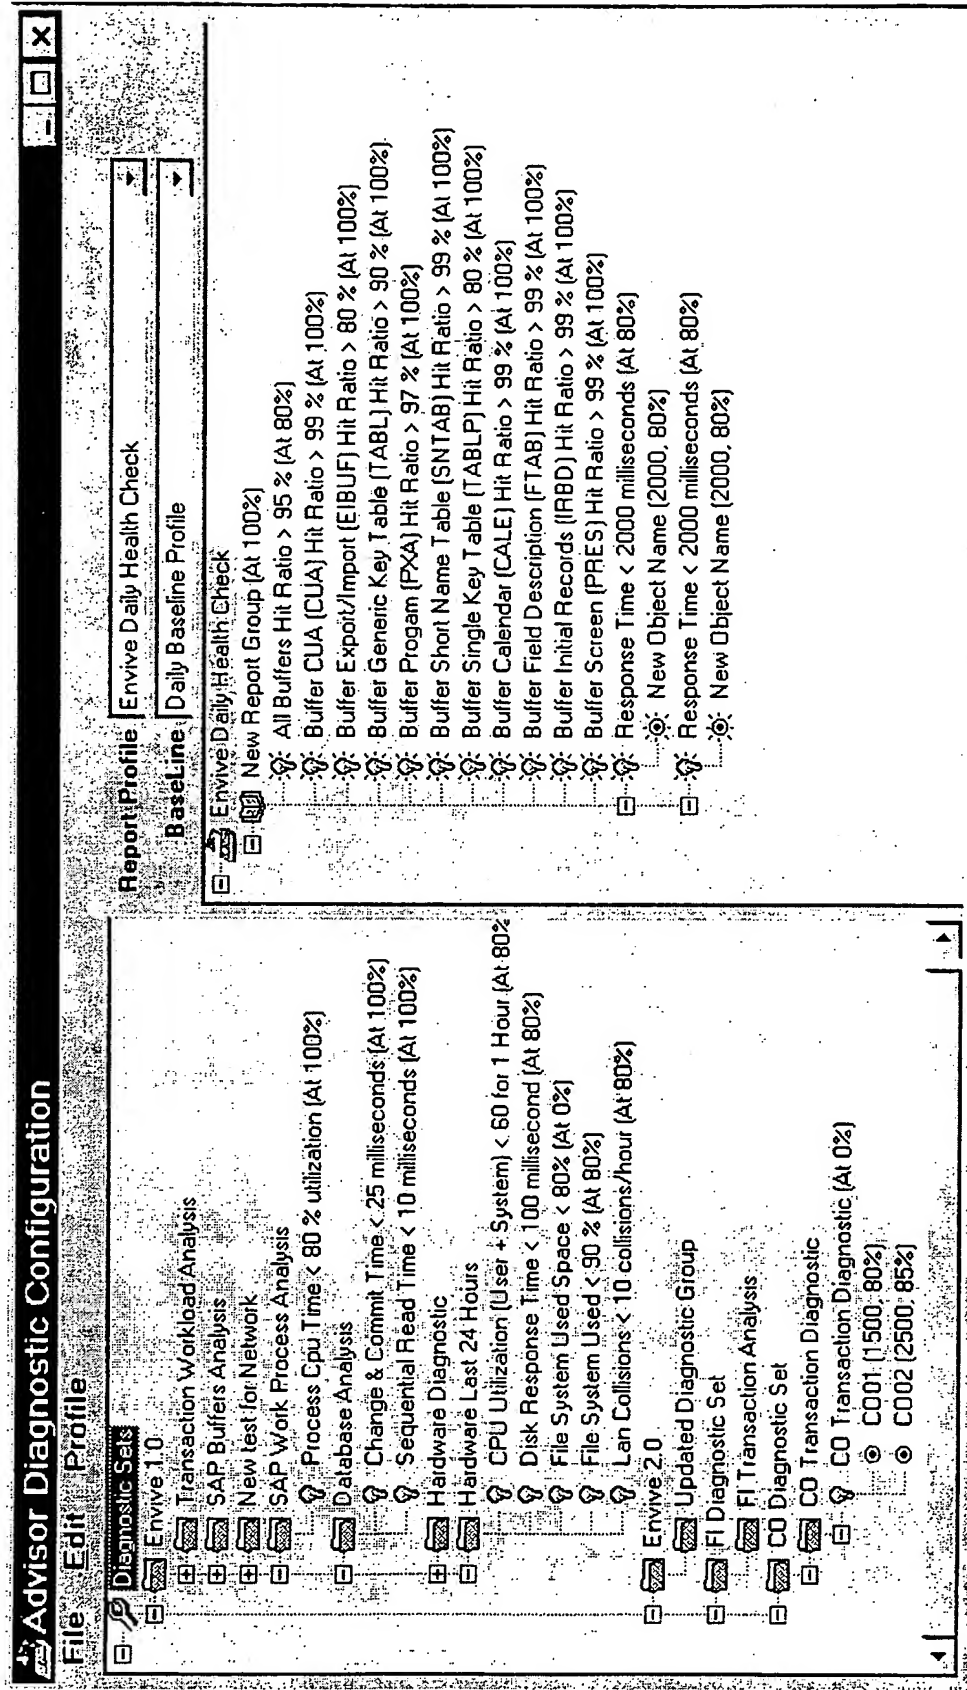 Advisor Diagnostic Configuration
File Edit Profile
Report Profile Envive Daily Health Check
BaseLine Daily Baseline Profile
Diagnostic Sets
Envive 1.0
Transaction Workload Analysis
SAP Buffers Analysis
New test for Network
SAP Work Process Analysis
Process Cpu Time < 80 % utilization (At 100%)
Database Analysis
Change & Commit Time < 25 milliseconds (At 100%)
Sequential Read Time < 10 milliseconds (At 100%)
Hardware Diagnostic
Hardware Last 24 Hours
CPU Utilization (User + System) < 60 for 1 Hour (At 80%
Disk Response Time < 100 millisecond (At 80%)
File System Used Space < 80% (At 0%)
File System Used < 90 % (At 80%)
Lan Collisions < 10 collisions/hour (At 80%)
Envive 2.0
Updated Diagnostic Group
FI Diagnostic Set
FI Transaction Analysis
CO Diagnostic Set
CO Transaction Diagnostic
CO Transaction Diagnostic (At 0%)
CO01 (1500, 80%)
CO02 (2500, 85%)
Envive Daily Health Check
New Report Group (At 100%)
All Buffers Hit Ratio > 95 % (At 80%)
Buffer CUA (CUA) Hit Ratio > 99 % (At 100%)
Buffer Export/Import (EIBUF) Hit Ratio > 80 % (At 100%)
Buffer Generic Key Table (TABL) Hit Ratio > 90 % (At 100%)
Buffer Progam (PXA) Hit Ratio > 97 % (At 100%)
Buffer Short Name Table (SNTAB) Hit Ratio > 99 % (At 100%)
Buffer Single Key Table (TABLP) Hit Ratio > 80 % (At 100%)
Buffer Calendar (CALE) Hit Ratio > 99 % (At 100%)
Buffer Field Description (FTAB) Hit Ratio > 99 % (At 100%)
Buffer Initial Records (IRBD) Hit Ratio > 99 % (At 100%)
Buffer Screen (PRES) Hit Ratio > 99 % (At 100%)
Response Time < 2000 milliseconds (At 80%)
New Object Name (2000, 80%)
Response Time < 2000 milliseconds (At 80%)
New Object Name (2000, 80%)